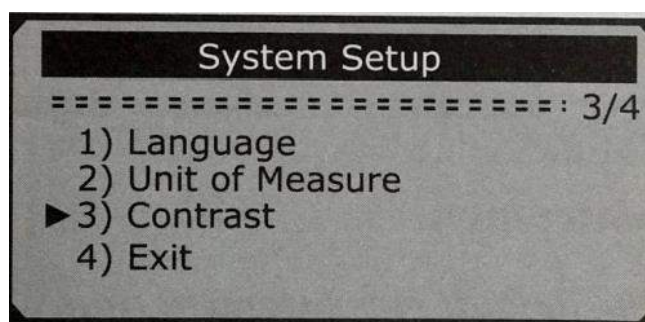 System Setup
============================: 3/4
1) Language
2) Unit of Measure
►3) Contrast
4) Exit